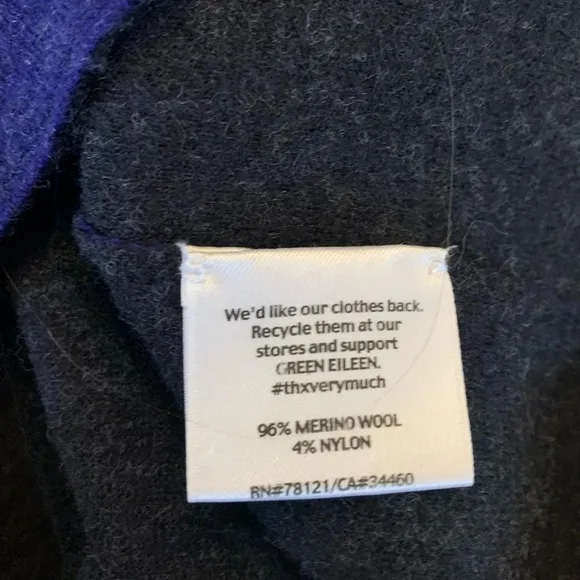 We'd like our clothes back.
Recycle them at our
stores and support
GREEN EILEEN.
#thxverymuch
96% MERINO WOOL
4% NYLON
RN#78121/CA#34460